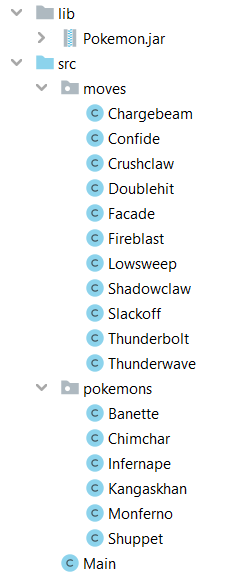 lib
Pokemon.jar
src
moves
Chargebeam
Confide
Crushclaw
Doublehit
Facade
Fireblast
Lowsweep
Shadowclaw
Slackoff
Thunderbolt
Thunderwave
pokemons
Banette
Chimchar
Infernape
Kangaskhan
Monferno
Shuppet
Main